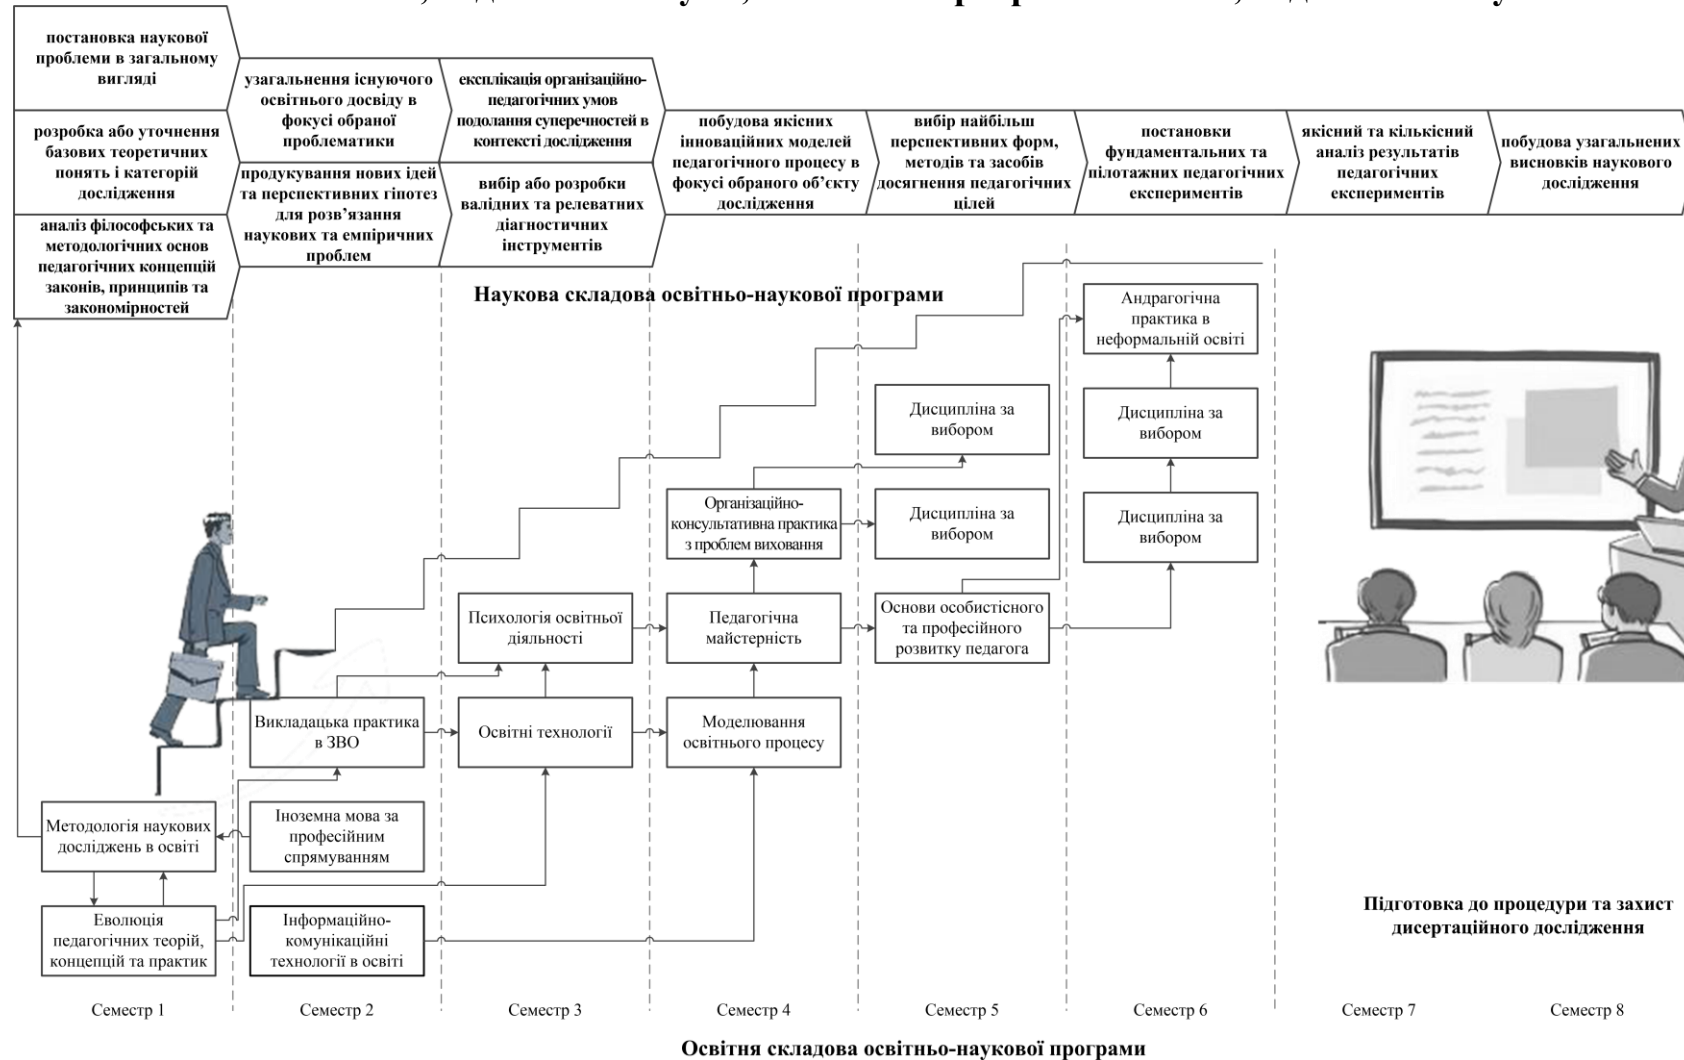 постановка наукової
проблеми в загальному
вигляді
розробка або уточнення
базових теоретичних
понять і категорій
дослідження
аналіз філософських та
методологічних основ
педагогічних концепцій
законів, принципів та
закономірностей
узагальнення існуючого
освітнього досвіду в
фокусі обраної
проблематики
продукування нових ідей
та перспективних гіпотез
для розв’язання
наукових та емпіричних
проблем
експлікація організаційно-
педагогічних умов
подолання суперечностей в
контексті дослідження
вибір або розробки
валідних та релеватних
діагностичних
інструментів
побудова якісних
інноваційних моделей
педагогічного процесу в
фокусі обраного об’єкту
дослідження
вибір найбільш
перспективних форм,
методів та засобів
досягнення педагогічних
цілей
постановки
фундаментальних та
пілотажних педагогічних
експериментів
якісний та кількісний
аналіз результатів
педагогічних
експериментів
побудова узагальнених
висновків наукового
дослідження
Наукова складова освітньо-наукової програми
Андрагогічна
практика в
неформальній освіті
Дисципліна за
вибором
Дисципліна за
вибором
Організаційно-
консультативна практика
з проблем виховання
Дисципліна за
вибором
Дисципліна за
вибором
Психологія освітньої
діяльності
Педагогічна
майстерність
Основи особистісного
та професійного
розвитку педагога
Викладацька практика
в ЗВО
Освітні технології
Моделювання
освітнього процесу
Методологія наукових
досліджень в освіті
Іноземна мова за
професійним
спрямуванням
Еволюція
педагогічних теорій,
концепцій та практик
Інформаційно-
комунікаційні
технології в освіті
Підготовка до процедури та захист
дисертаційного дослідження
Семестр 1
Семестр 2
Семестр 3
Семестр 4
Семестр 5
Семестр 6
Семестр 7
Семестр 8
Освітня складова освітньо-наукової програми